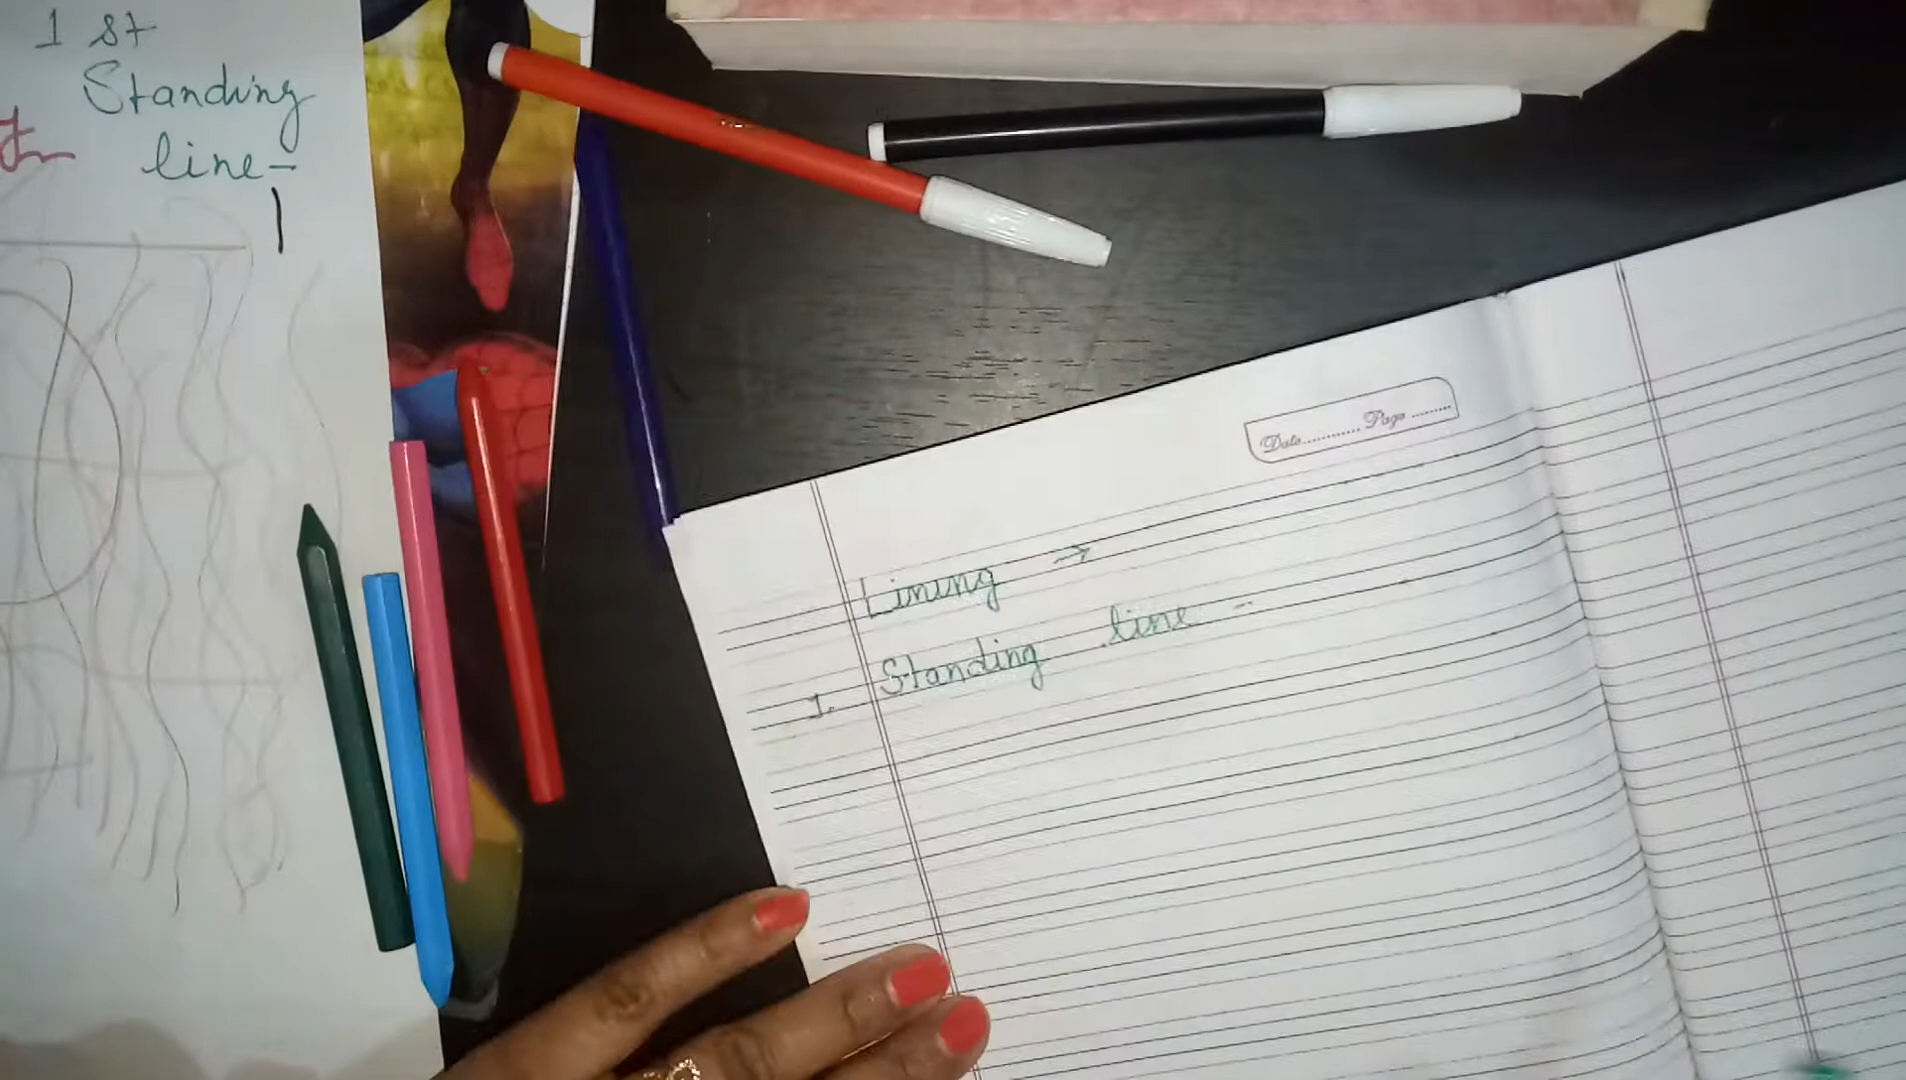 1 st
Standing
line-
Date............ Page .........
Lining →
1. Standing line -